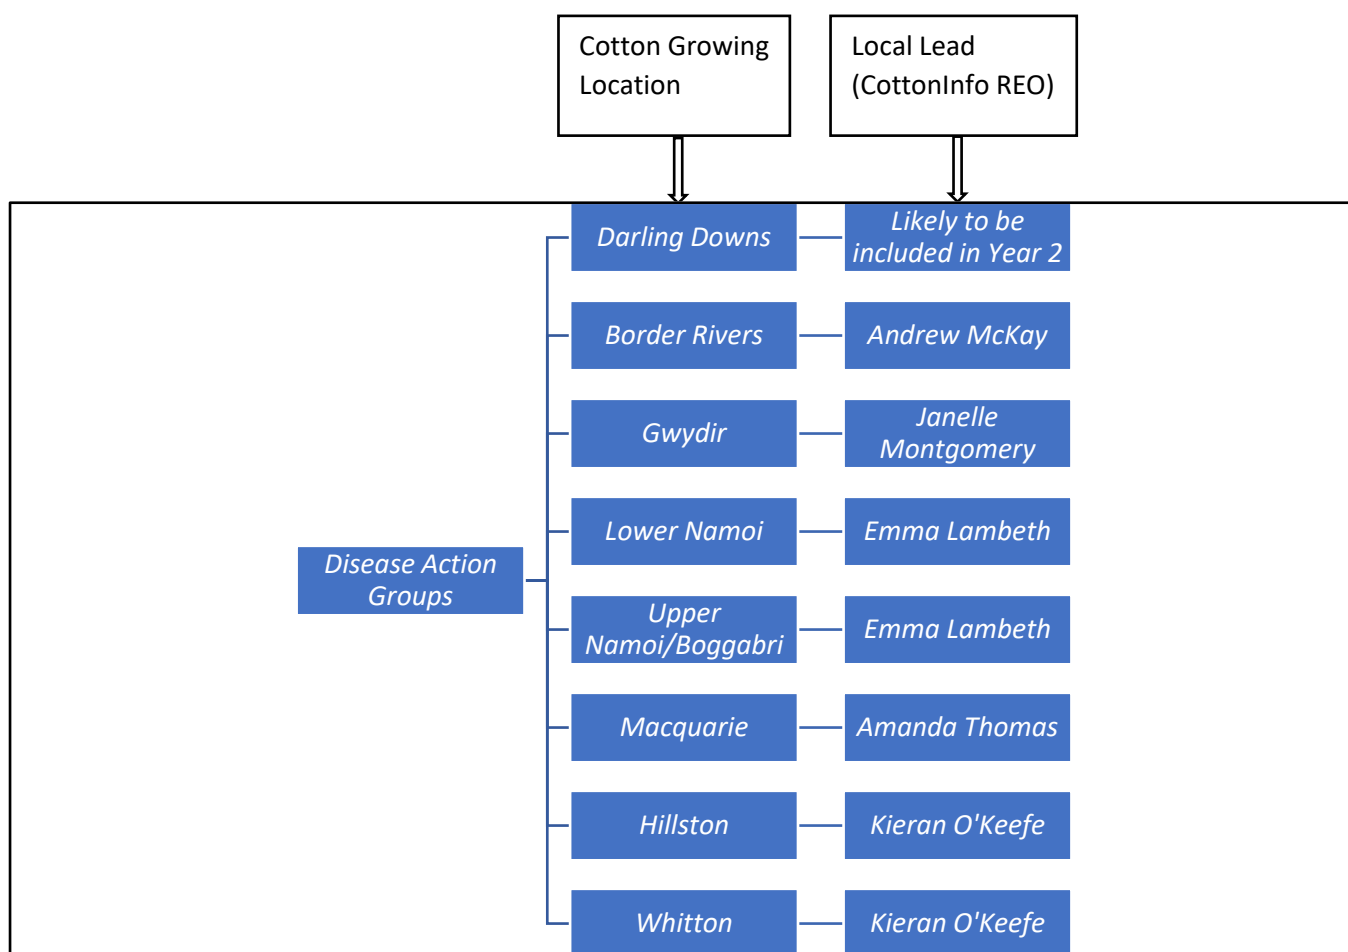 Cotton Growing
Location
Local Lead
(CottonInfo REO)
Darling Downs
Likely to be
included in Year 2
Border Rivers
Andrew McKay
Gwydir
Janelle
Montgomery
Lower Namoi
Emma Lambeth
Disease Action
Groups
Upper
Namoi/Boggabri
Emma Lambeth
Macquarie
Amanda Thomas
Hillston
Kieran O'Keefe
Whitton
Kieran O'Keefe